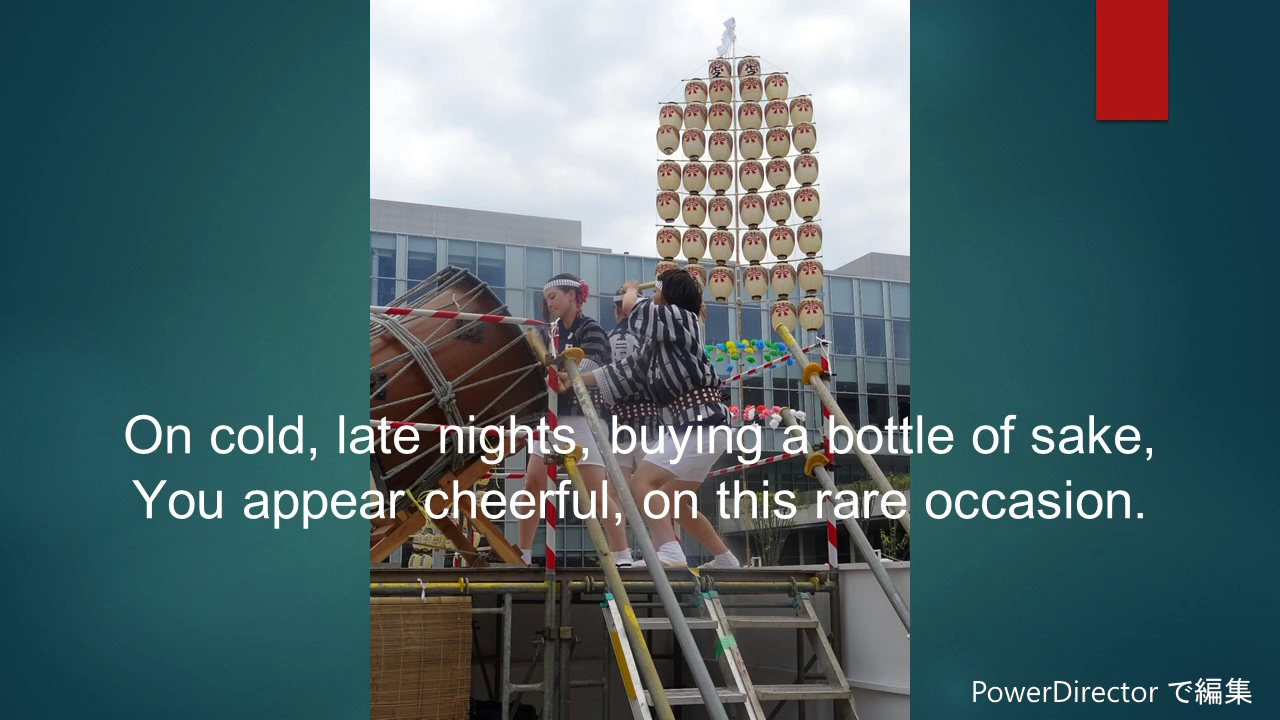 On cold, late nights, buying a bottle of sake,
You appear cheerful, on this rare occasion.
PowerDirector で編集